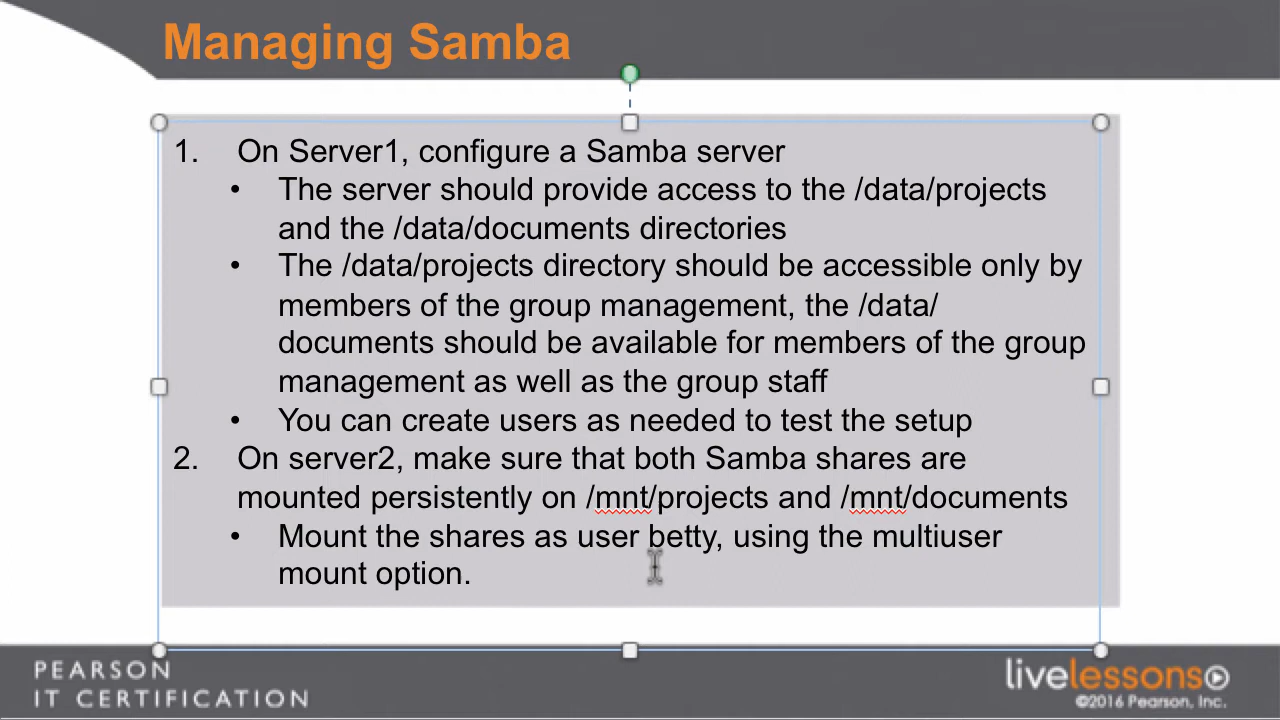 Managing Samba
1. On Server1, configure a Samba server
• The server should provide access to the /data/projects
and the /data/documents directories
• The /data/projects directory should be accessible only by
members of the group management, the /data/
documents should be available for members of the group
management as well as the group staff
• You can create users as needed to test the setup
2. On server2, make sure that both Samba shares are
mounted persistently on /mnt/projects and /mnt/documents
• Mount the shares as user betty, using the multiuser
mount option.
PEARSON
IT CERTIFICATION
livelessons
©2016 Pearson, Inc.